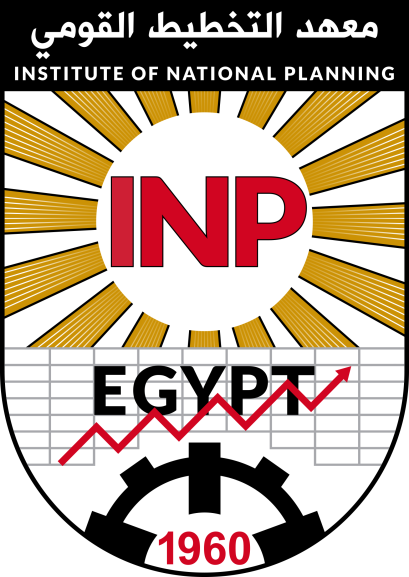 معهد التخطيط القومي
INSTITUTE OF NATIONAL PLANNING
INP
EGYPT
1960